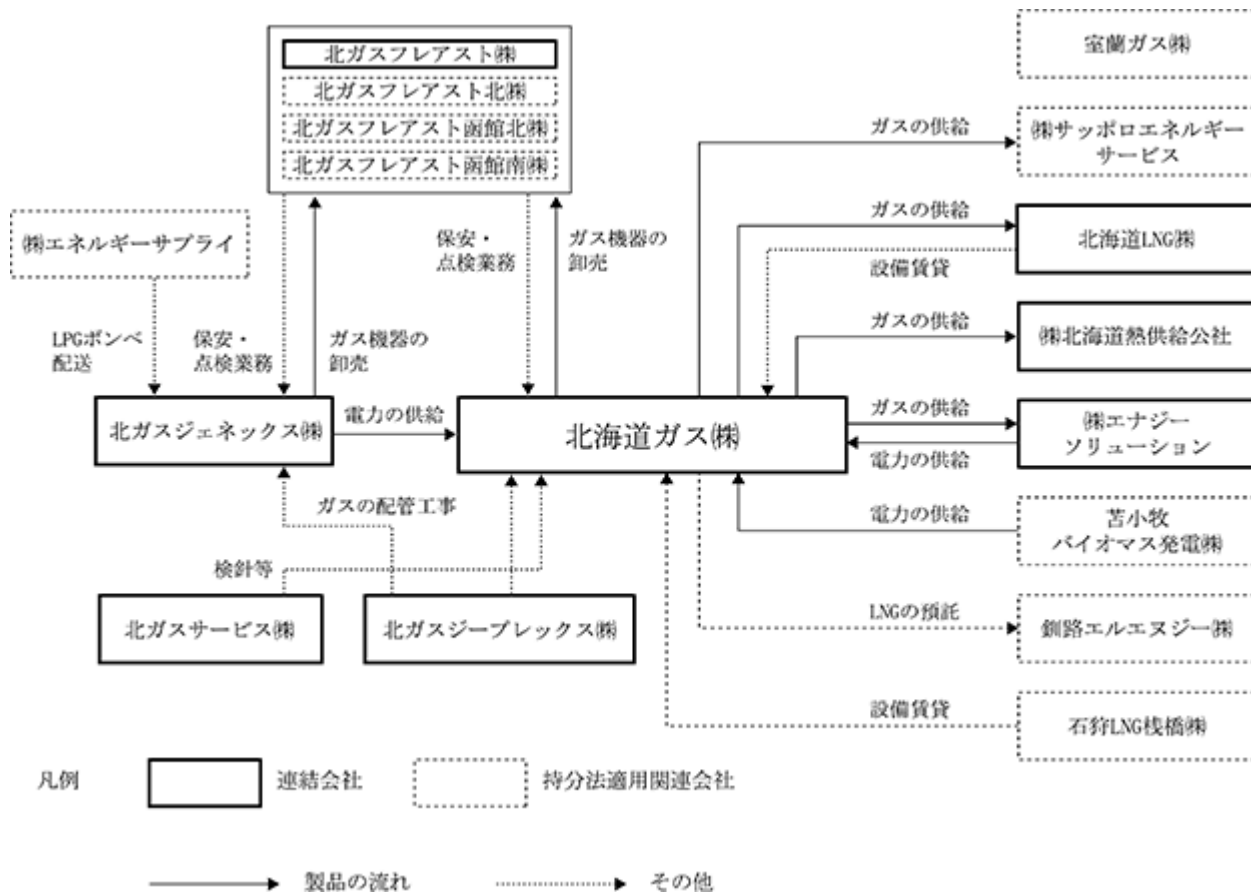 北ガスフレアスト㈱
北ガスフレアスト北㈱
北ガスフレアスト函館北㈱
北ガスフレアスト函館南㈱
室蘭ガス㈱
ガスの供給
㈱サッポロエネルギー
サービス
㈱エネルギーサプライ
保安・
点検業務
ガス機器の
卸売
ガスの供給
北海道LNG㈱
設備賃貸
LPGボンベ
配送
保安・
点検業務
ガス機器の
卸売
ガスの供給
㈱北海道熱供給公社
北ガスジェネックス㈱
電力の供給
北海道ガス㈱
ガスの供給
電力の供給
㈱エナジー
ソリューション
ガスの配管工事
電力の供給
苫小牧
バイオマス発電㈱
検針等
北ガスサービス㈱
北ガスジープレックス㈱
LNGの預託
釧路エルエヌジー㈱
設備賃貸
石狩LNG桟橋㈱
凡例
連結会社
持分法適用関連会社
製品の流れ
その他